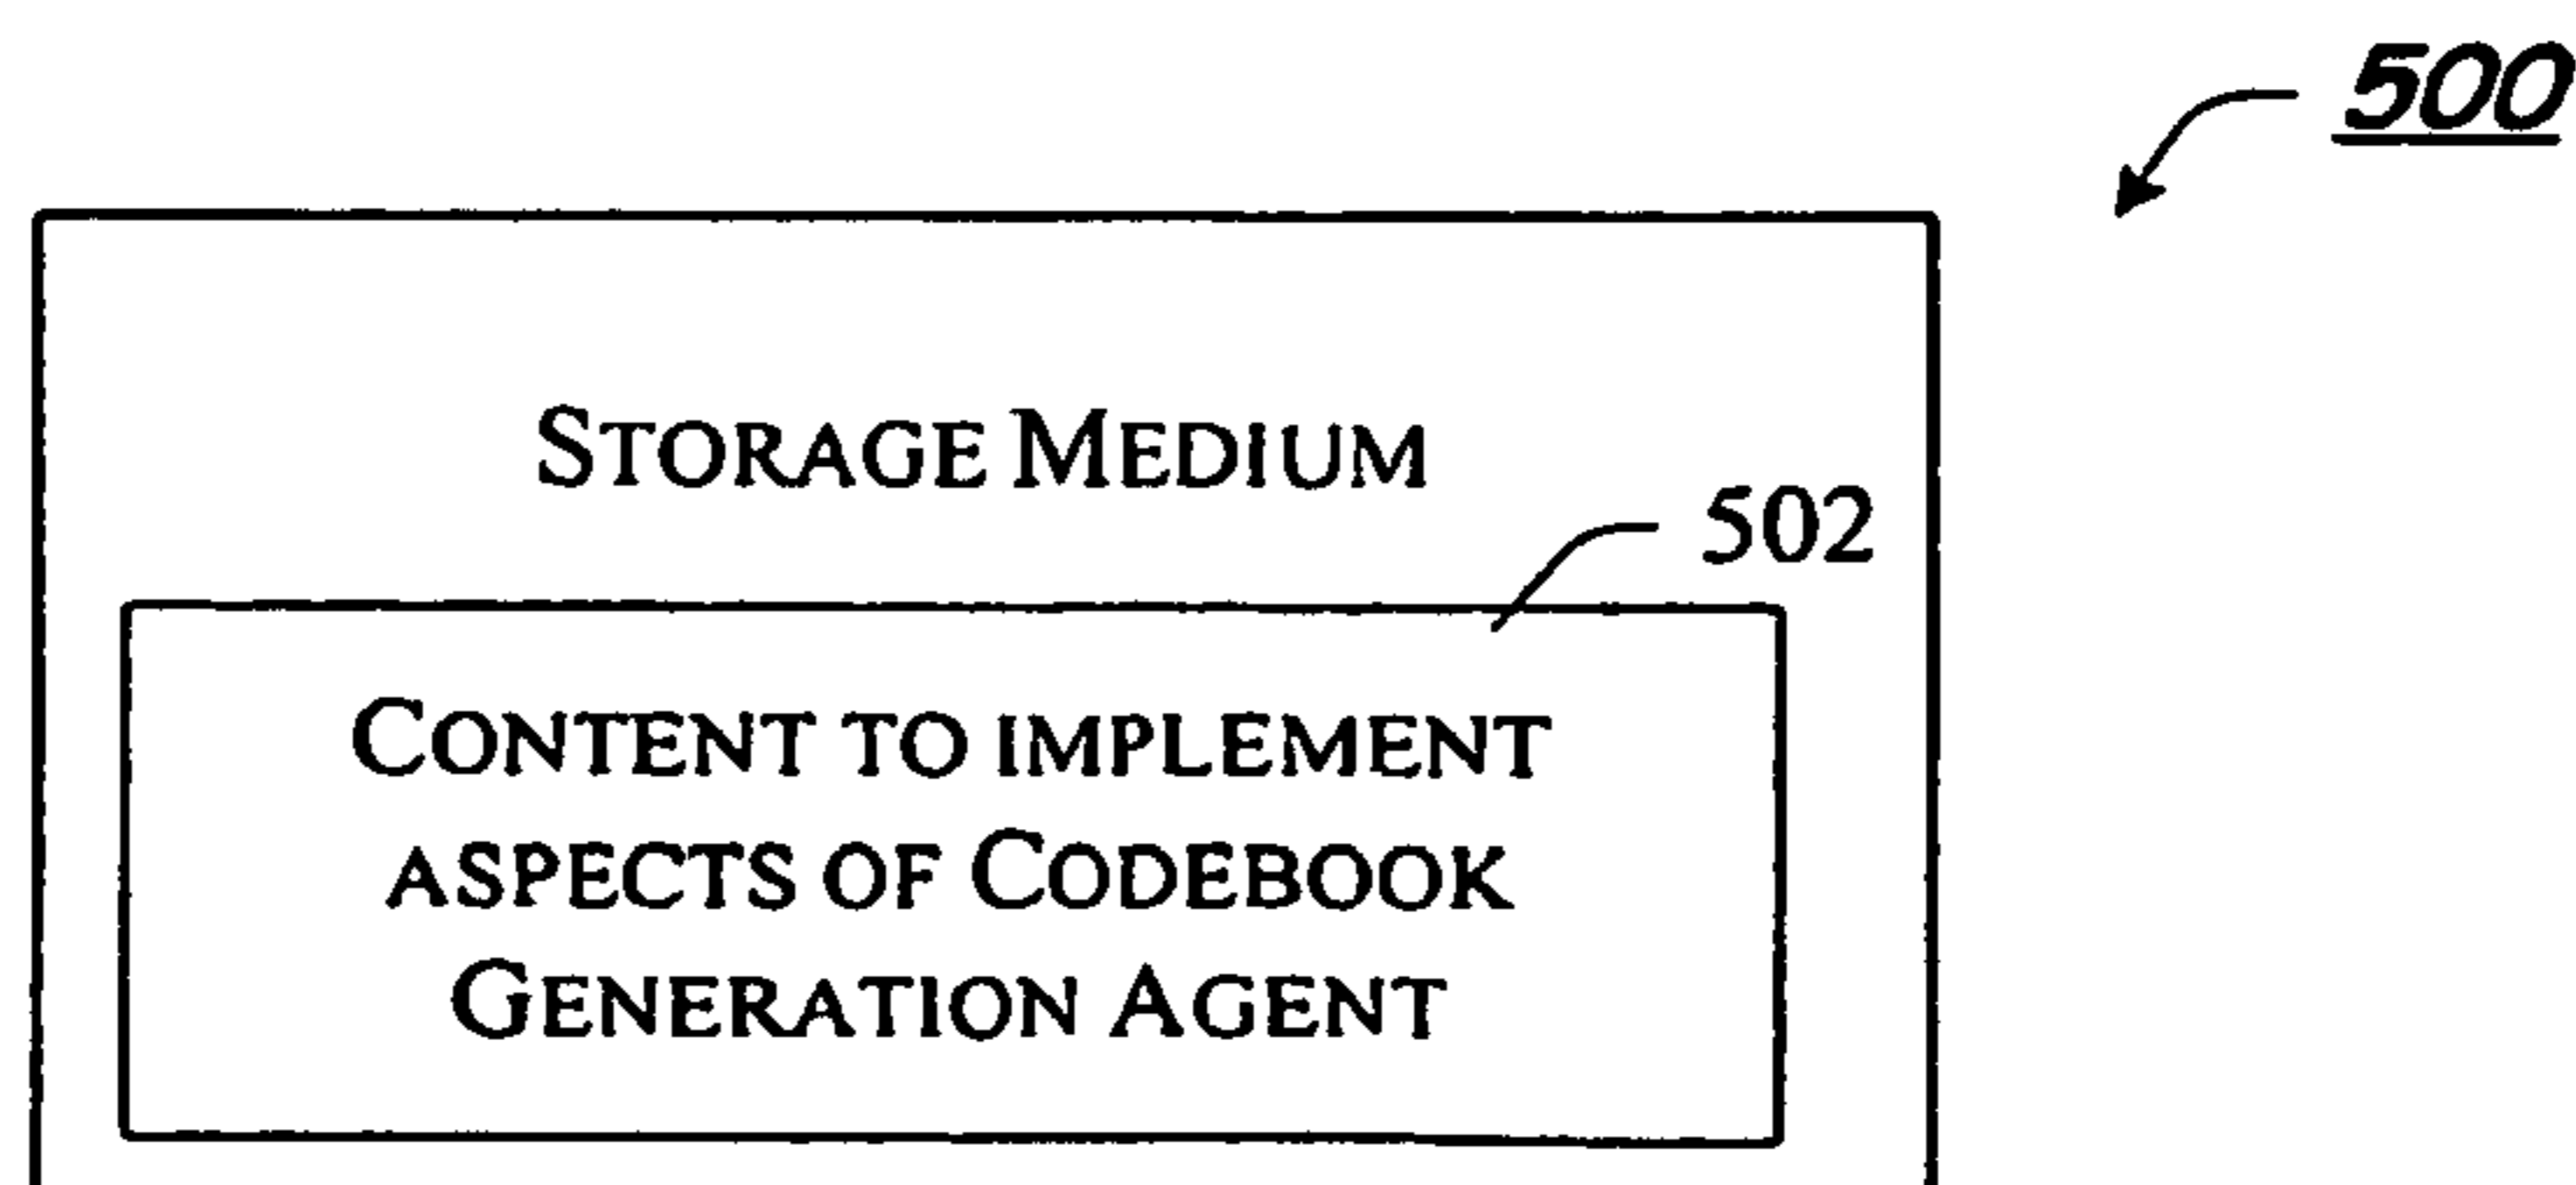 500
STORAGE MEDIUM
502
CONTENT TO IMPLEMENT
ASPECTS OF CODEBOOK
GENERATION AGENT